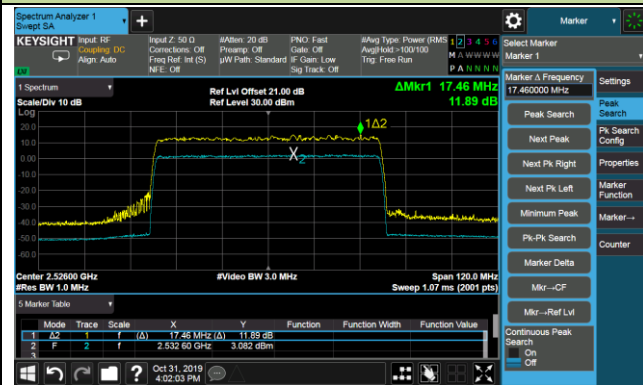 Spectrum Analyzer 1
Swept SA
+
Marker
KEYSIGHT
Input: RF
Coupling: DC
Align: Auto
Input Z: 50 Ω
Corrections: Off
Freq Ref: Int (S)
NFE: Off
#Atten: 20 dB
Preamp: Off
µW Path: Standard
PNO: Fast
Gate: Off
IF Gain: Low
Sig Track: Off
#Avg Type: Power (RMS
Avg|Hold:>100/100
Trig: Free Run
1 2 3 4 5 6
M A W W W W
P A N N N N
Select Marker
Marker 1
1 Spectrum
Scale/Div 10 dB
Log
Ref Lvl Offset 21.00 dB
Ref Level 30.00 dBm
ΔMkr1 17.46 MHz
11.89 dB
20.0
10.0
0.00
-10.0
-20.0
-30.0
-40.0
-50.0
-60.0
1Δ2
X2
Center 2.52600 GHz
#Res BW 1.0 MHz
#Video BW 3.0 MHz
Span 120.0 MHz
Sweep 1.07 ms (2001 pts)
5 Marker Table
Mode Trace Scale X Y Function Function Width Function Value
1 Δ2 1 f (Δ) 17.46 MHz (Δ) 11.89 dB
2 F 2 f 2.532 60 GHz 3.082 dBm
3
Marker Δ Frequency
17.460000 MHz
Peak Search
Next Peak
Next Pk Right
Next Pk Left
Minimum Peak
Pk-Pk Search
Marker Delta
Mkr→CF
Mkr→Ref Lvl
Continuous Peak
Search
On
Off
Settings
Peak
Search
Pk Search
Config
Properties
Marker
Function
Marker→
Counter
?
Oct 31, 2019
4:02:03 PM